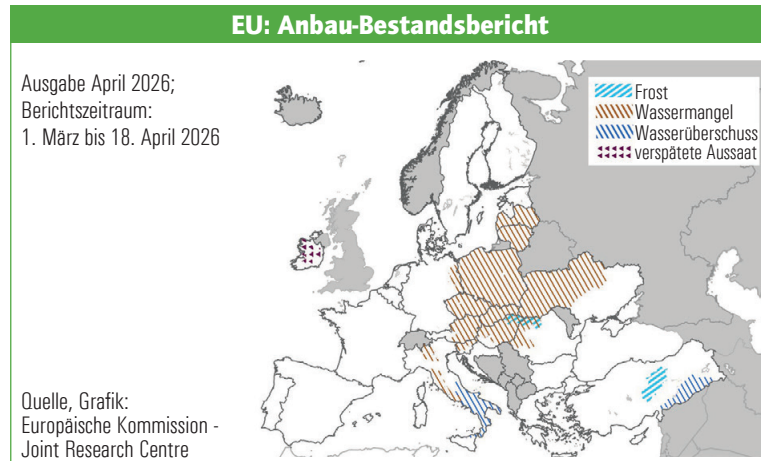 EU: Anbau-Bestandsbericht
Ausgabe April 2026;
Berichtszeitraum:
1. März bis 18. April 2026
Frost
Wassermangel
Wasserüberschuss
verspätete Aussaat
Quelle, Grafik:
Europäische Kommission -
Joint Research Centre